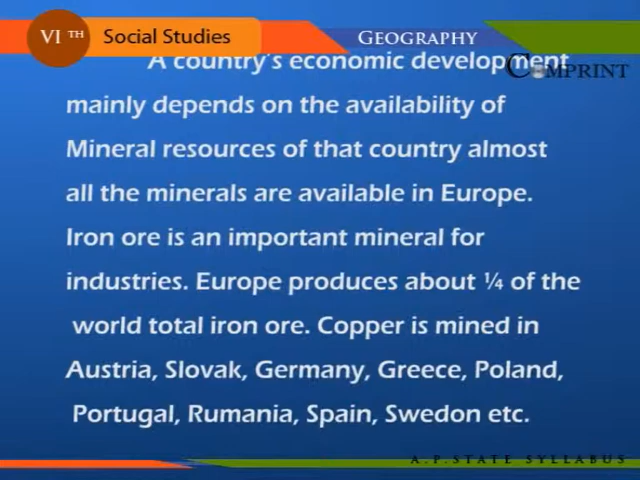 VI TH Social Studies
GEOGRAPHY
COMPRINT
A country's economic development
mainly depends on the availability of
Mineral resources of that country almost
all the minerals are available in Europe.
Iron ore is an important mineral for
industries. Europe produces about ¼ of the
world total iron ore. Copper is mined in
Austria, Slovak, Germany, Greece, Poland,
Portugal, Rumania, Spain, Swedon etc.
A.P.STATE SYLLABUS